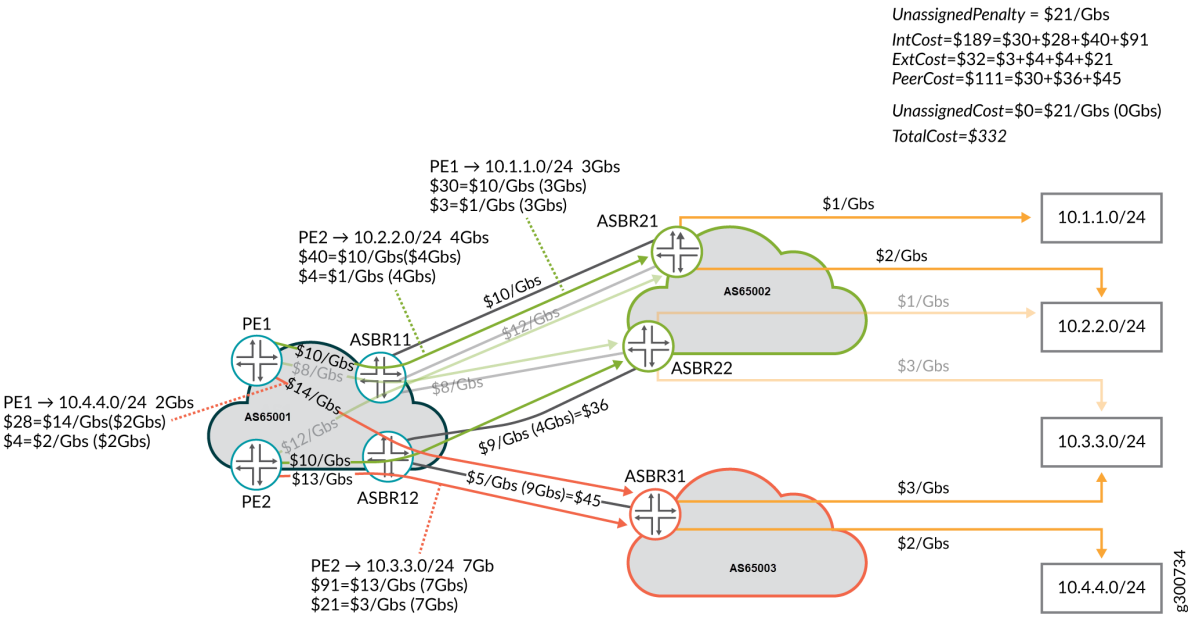 UnassignedPenalty = $21/Gbs
IntCost=$189=$30+$28+$40+$91
ExtCost=$32=$3+$4+$4+$21
PeerCost=$111=$30+$36+$45
UnassignedCost=$0=$21/Gbs (0Gbs)
TotalCost=$332
PE1 → 10.1.1.0/24 3Gbs
$30=$10/Gbs (3Gbs)
$3=$1/Gbs (3Gbs)
PE2 → 10.2.2.0/24 4Gbs
$40=$10/Gbs($4Gbs)
$4=$1/Gbs (4Gbs)
ASBR21
$1/Gbs
10.1.1.0/24
$2/Gbs
AS65002
$10/Gbs
$12/Gbs
$1/Gbs
10.2.2.0/24
PE1
ASBR11
$10/Gbs
$8/Gbs
$14/Gbs
$8/Gbs
ASBR22
$3/Gbs
PE1 → 10.4.4.0/24 2Gbs
$28=$14/Gbs($2Gbs)
$4=$2/Gbs ($2Gbs)
AS65001
$12/Gbs
$9/Gbs (4Gbs)=$36
10.3.3.0/24
$10/Gbs
$13/Gbs
PE2
ASBR12
$5/Gbs (9Gbs)=$45
ASBR31
$3/Gbs
$2/Gbs
AS65003
10.4.4.0/24
PE2 → 10.3.3.0/24 7Gb
$91=$13/Gbs (7Gbs)
$21=$3/Gbs (7Gbs)
g300734